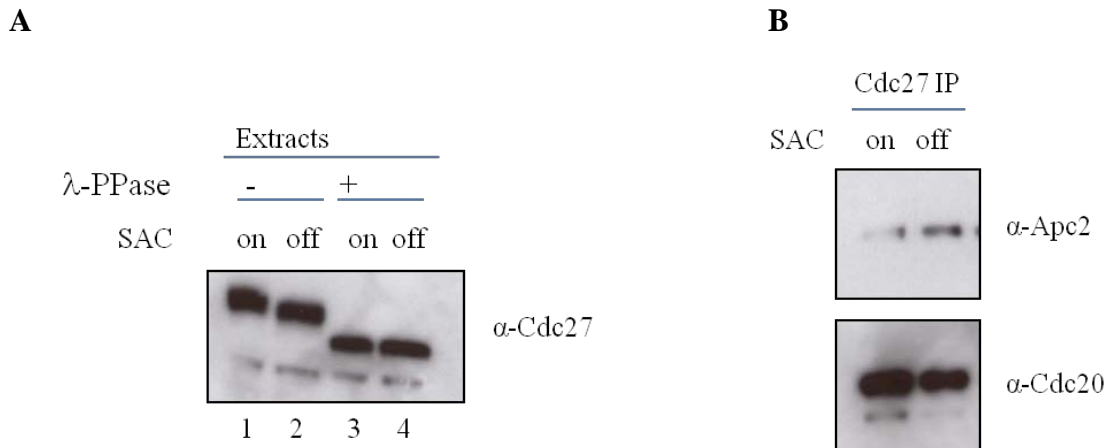 A
Extracts
λ-PPase - +
SAC on off on off
α-Cdc27
1 2 3 4
B
Cdc27 IP
SAC on off
α-Apc2
α-Cdc20